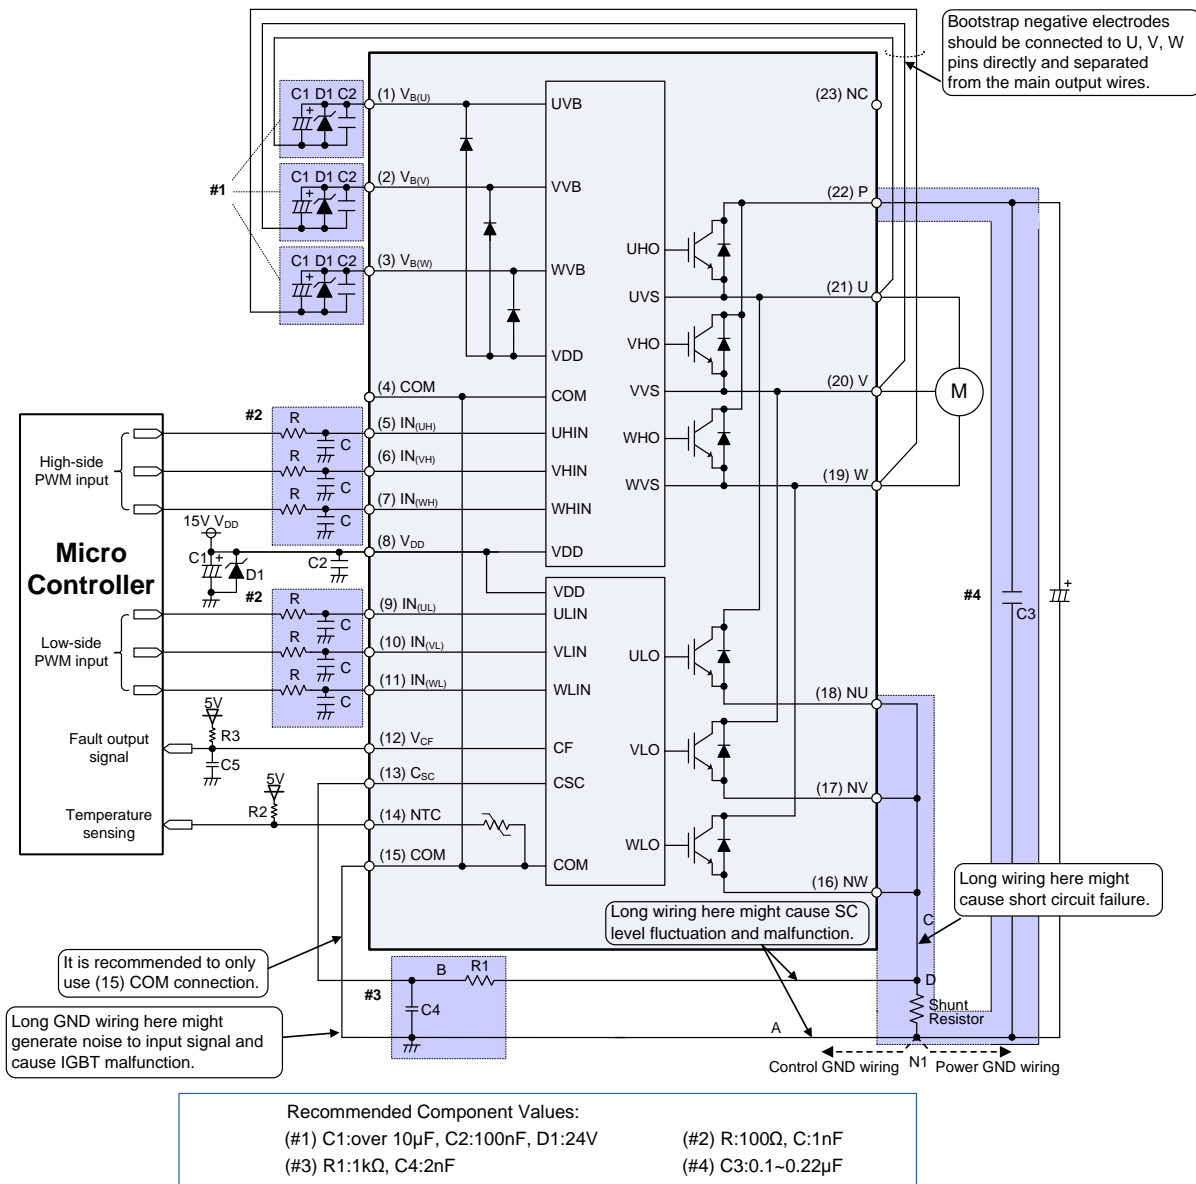 Bootstrap negative electrodes
should be connected to U, V, W
pins directly and separated
from the main output wires.
C1 D1 C2
+
(1) VB(U)
UVB
(23) NC
#1
C1 D1 C2
+
(2) VB(V)
VVB
(22) P
C1 D1 C2
+
(3) VB(W)
WVB
UHO
(21) U
UVS
VHO
VDD
(20) V
VVS
M
(4) COM
COM
#2
R
C
(5) IN(UH)
UHIN
WHO
High-side
PWM input
R
C
(6) IN(VH)
VHIN
(19) W
WVS
R
C
(7) IN(WH)
WHIN
15V VDD
(8) VDD
VDD
C1
+
D1
C2
Micro
Controller
#2
VDD
#4
C3
+
R
C
(9) IN(UL)
ULIN
Low-side
PWM input
R
C
(10) IN(VL)
VLIN
ULO
R
C
(11) IN(WL)
WLIN
(18) NU
5V
R3
Fault output
signal
C5
(12) VCF
CF
VLO
(13) CSC
CSC
5V
(17) NV
Temperature
sensing
R2
(14) NTC
WLO
(15) COM
COM
(16) NW
Long wiring here might
cause short circuit failure.
Long wiring here might cause SC
level fluctuation and malfunction.
C
It is recommended to only
use (15) COM connection.
B
R1
D
#3
C4
Shunt
Resistor
Long GND wiring here might
generate noise to input signal and
cause IGBT malfunction.
A
Control GND wiring
N1
Power GND wiring
Recommended Component Values:
(#1) C1:over 10µF, C2:100nF, D1:24V
(#2) R:100Ω, C:1nF
(#3) R1:1kΩ, C4:2nF
(#4) C3:0.1~0.22µF